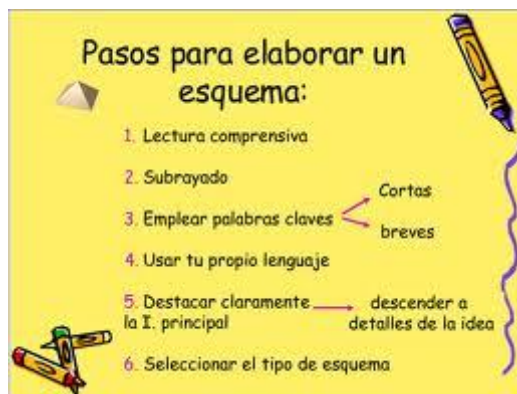 Pasos para elaborar un
esquema:
1. Lectura comprensiva
2. Subrayado
3. Emplear palabras claves
Cortas
breves
4. Usar tu propio lenguaje
5. Destacar claramente
la I. principal
descender a
detalles de la idea
6. Seleccionar el tipo de esquema